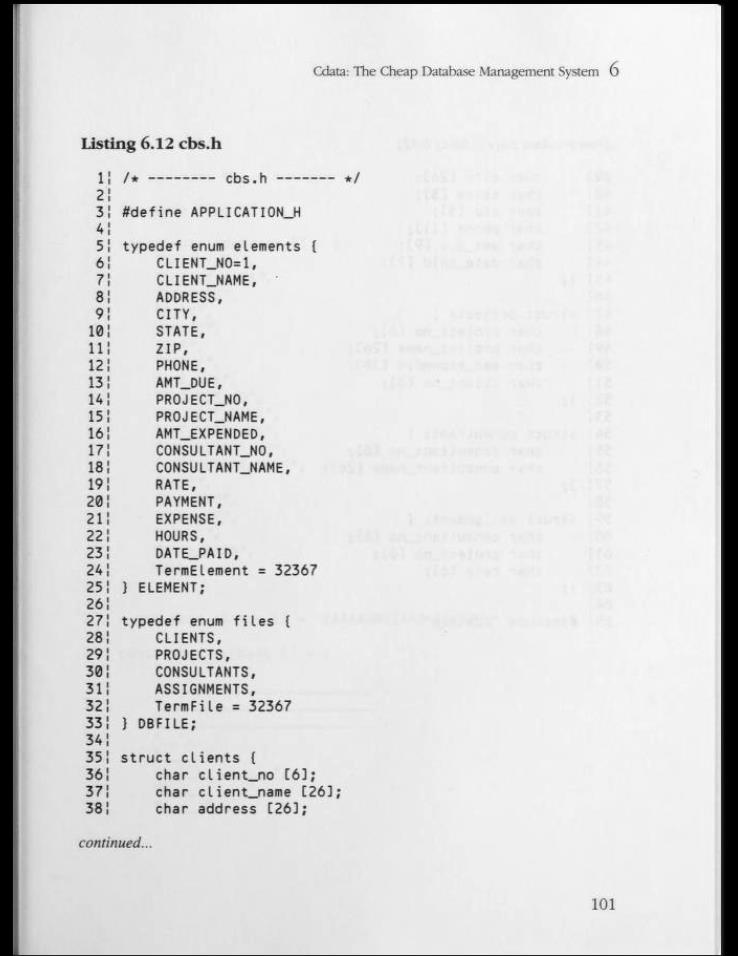 Cdata: The Cheap Database Management System 6
Listing 6.12 cbs.h
1¦ /* -------- cbs.h ------- */
2¦
3¦ #define APPLICATION_H
4¦
5¦ typedef enum elements {
6¦ CLIENT_NO=1,
7¦ CLIENT_NAME,
8¦ ADDRESS,
9¦ CITY,
10¦ STATE,
11¦ ZIP,
12¦ PHONE,
13¦ AMT_DUE,
14¦ PROJECT_NO,
15¦ PROJECT_NAME,
16¦ AMT_EXPENDED,
17¦ CONSULTANT_NO,
18¦ CONSULTANT_NAME,
19¦ RATE,
20¦ PAYMENT,
21¦ EXPENSE,
22¦ HOURS,
23¦ DATE_PAID,
24¦ TermElement = 32367
25¦ } ELEMENT;
26¦
27¦ typedef enum files {
28¦ CLIENTS,
29¦ PROJECTS,
30¦ CONSULTANTS,
31¦ ASSIGNMENTS,
32¦ TermFile = 32367
33¦ } DBFILE;
34¦
35¦ struct clients {
36¦ char client_no [6];
37¦ char client_name [26];
38¦ char address [26];
continued...
101